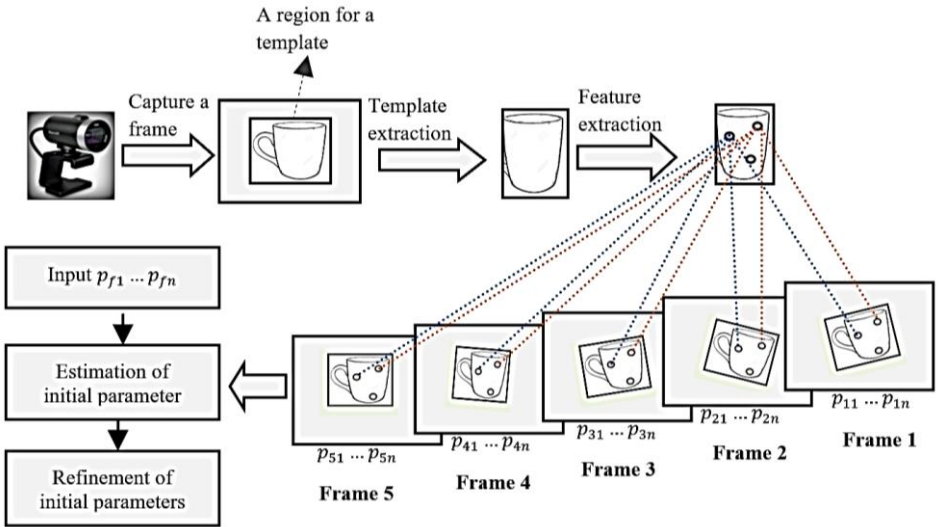 A region for a
template
Capture a
frame
Template
extraction
Feature
extraction
Input p_{f1} ... p_{fn}
Estimation of
initial parameter
Refinement of
initial parameters
p_{51} ... p_{5n}
Frame 5
p_{41} ... p_{4n}
Frame 4
p_{31} ... p_{3n}
Frame 3
p_{21} ... p_{2n}
Frame 2
p_{11} ... p_{1n}
Frame 1